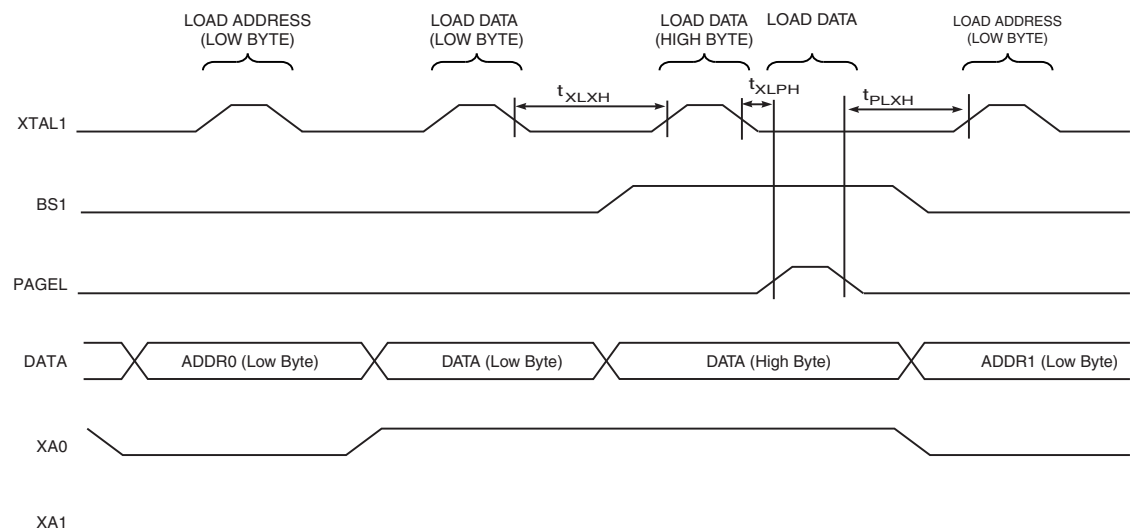 LOAD ADDRESS
(LOW BYTE)
LOAD DATA
(LOW BYTE)
LOAD DATA
(HIGH BYTE)
LOAD DATA
LOAD ADDRESS
(LOW BYTE)
tXLXH
tXLPH
tPLXH
XTAL1
BS1
PAGEL
DATA
ADDR0 (Low Byte)
DATA (Low Byte)
DATA (High Byte)
ADDR1 (Low Byte)
XA0
XA1